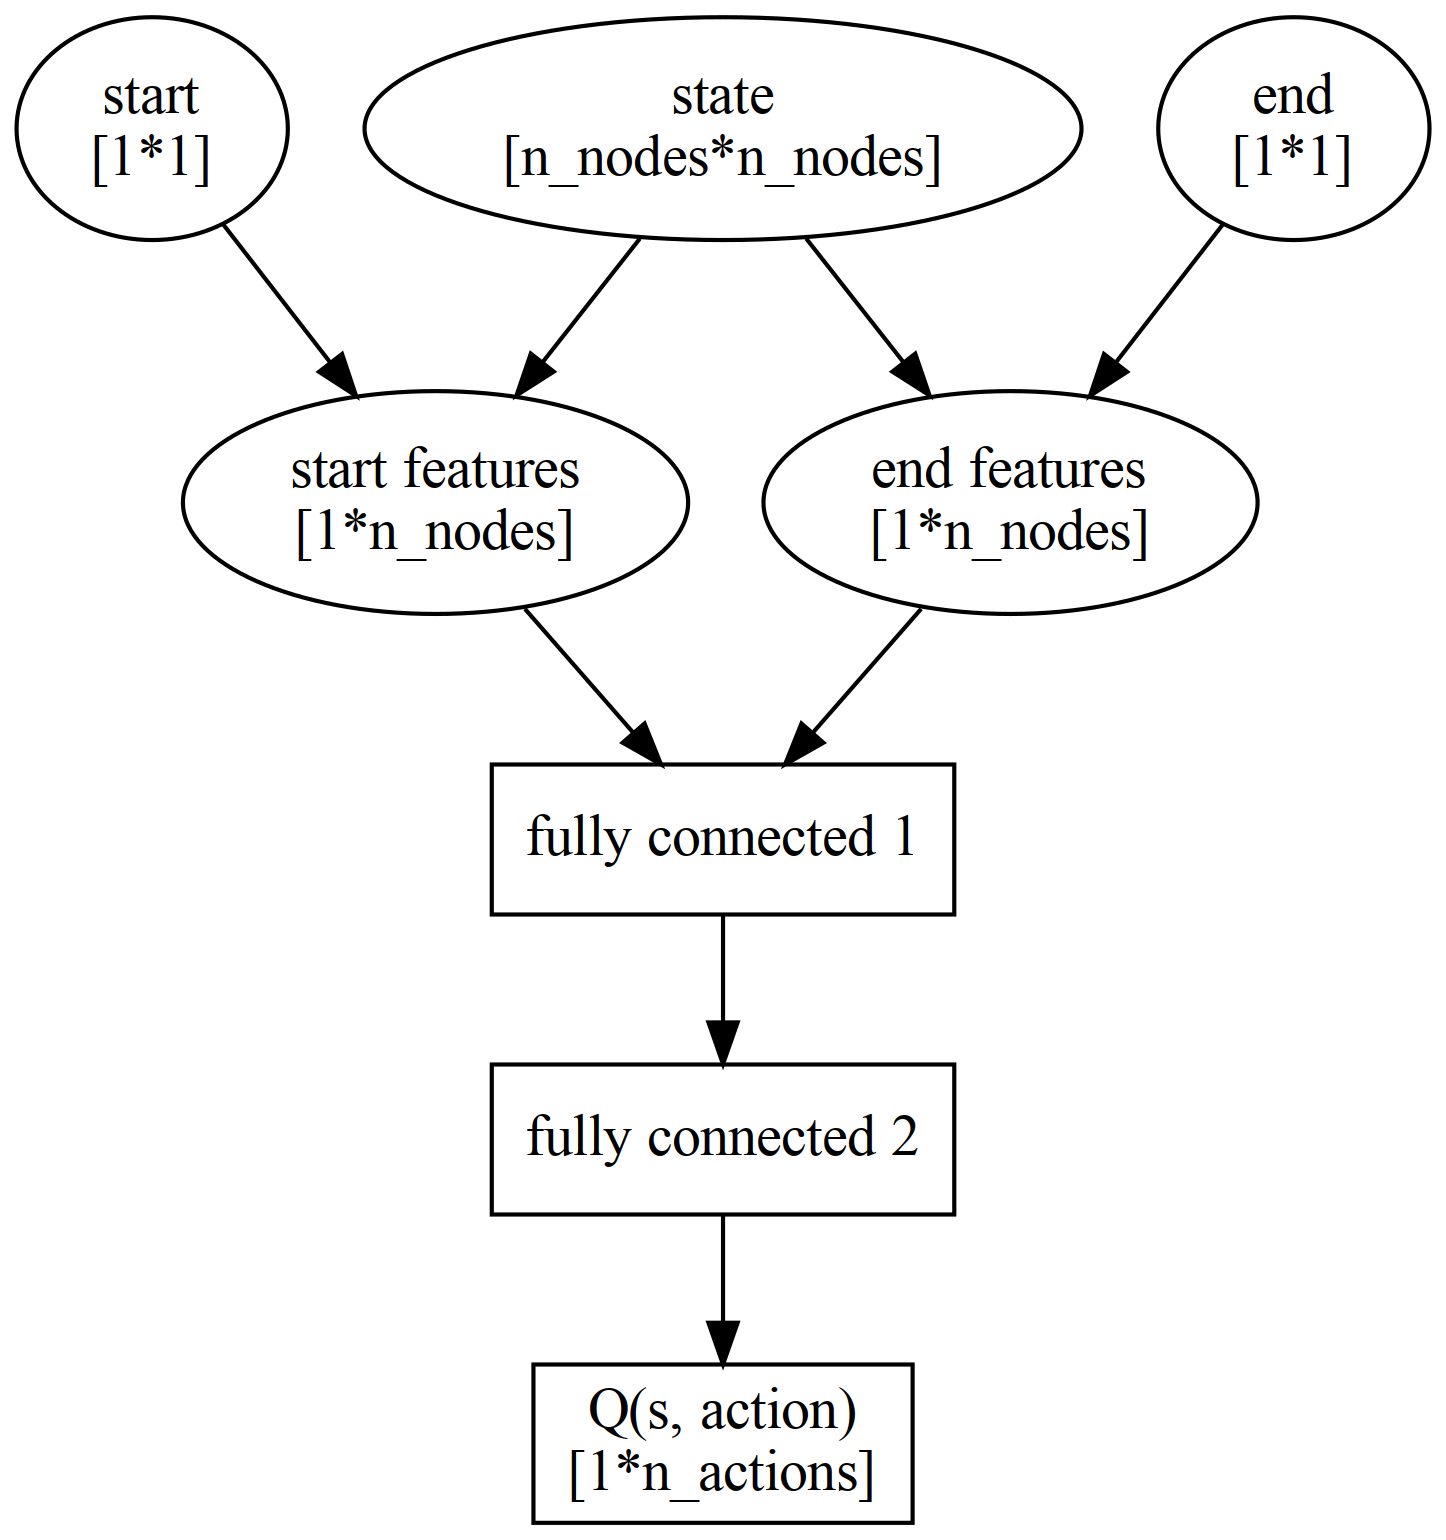 start
[1*1]
state
[n_nodes*n_nodes]
end
[1*1]
start features
[1*n_nodes]
end features
[1*n_nodes]
fully connected 1
fully connected 2
Q(s, action)
[1*n_actions]